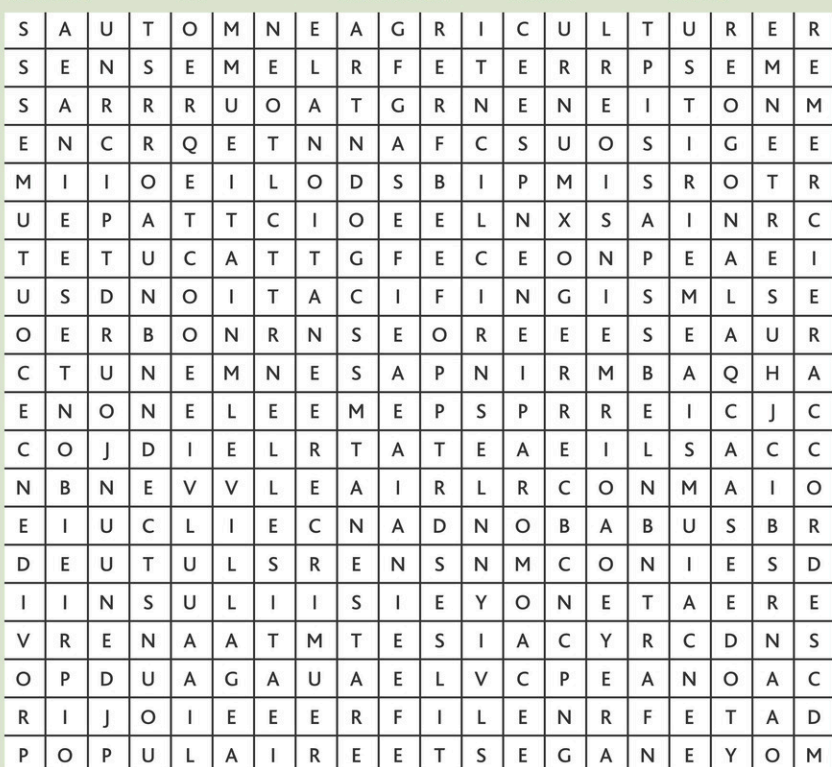 S A U T O M N E A G R I C U L T U R E R
S E N S E M E L R F E T E R R P S E M E
S A R R R U O A T G R N E N E I T O N M
E N C R Q E T N N A F C S U O S I G E E
M I I O E I L O D S B I P M I S R O T R
U E P A T T C I O E E L N X S A I N R C
T E T U C A T T G F E C E O N P E A E I
U S D N O I T A C I F I N G I S M L S E
O E R B O N R N S E O R E E E S E A U R
C T U N E M N E S A P N I R M B A Q H A
E N O N E L E E M E P S P R R E I C J C
C O J D I E L R T A T E A E I L S A C C
N B N E V V L E A I R L R C O N M A I O
E I U C L I E C N A D N O B A B U S B R
D E U T U L S R E N S N M C O N I E S D
I I N S U L I I S I E Y O N E T A E R E
V R E N A A T M T E S I A C Y R C D N S
O P D U A G A U A E L V C P E A N O A C
R I J O I E E E R F I L E N R F E T A D
P O P U L A I R E E T S E G A N E Y O M